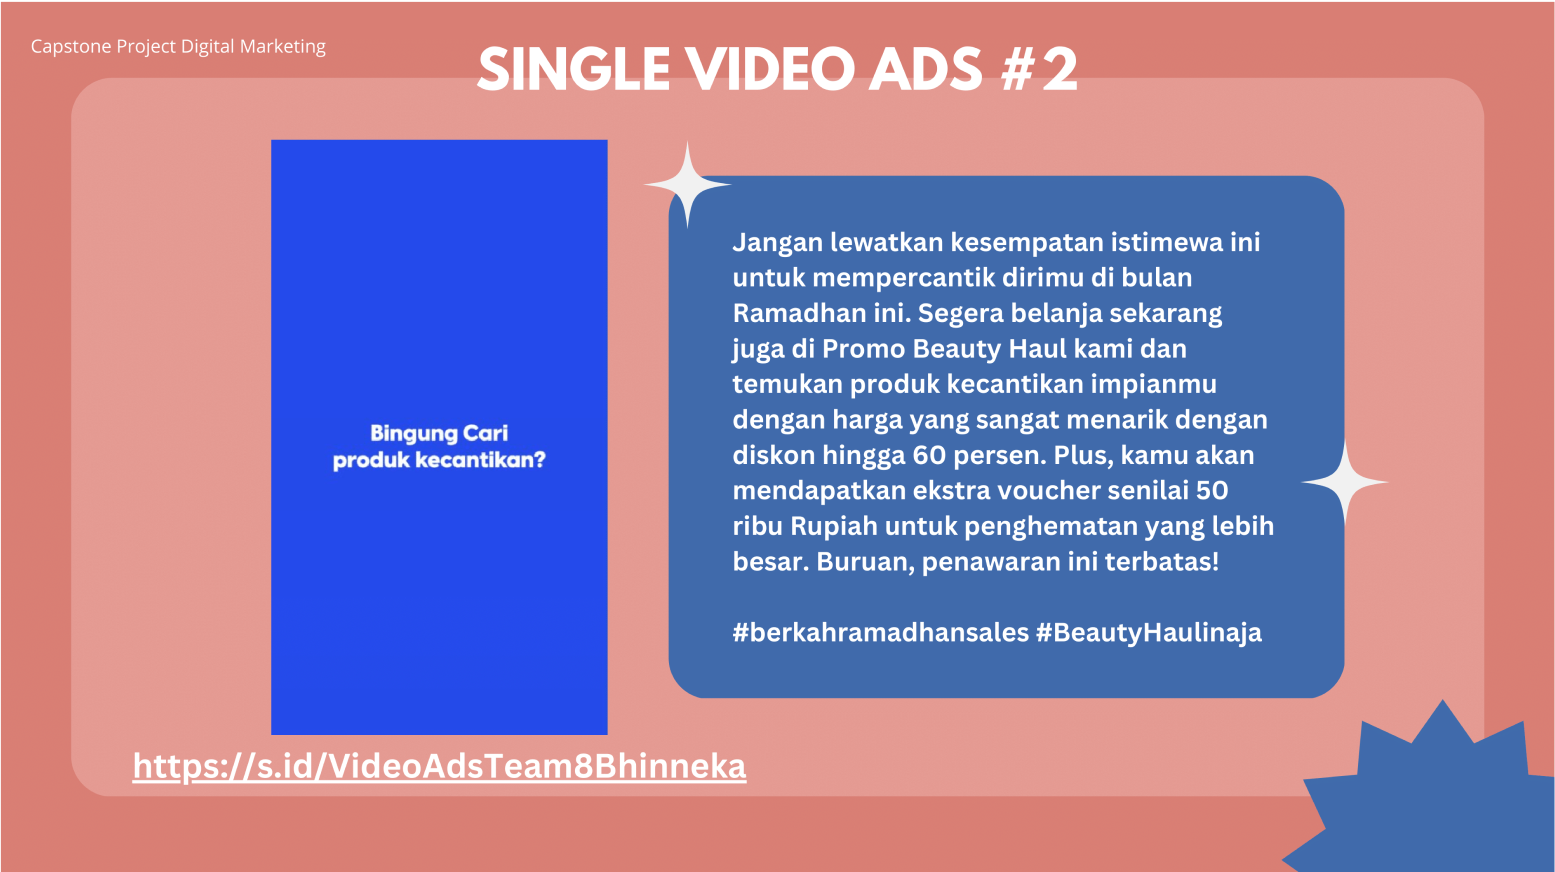 Capstone Project Digital Marketing
SINGLE VIDEO ADS #2
Bingung Cari
produk kecantikan?
Jangan lewatkan kesempatan istimewa ini
untuk mempercantik dirimu di bulan
Ramadhan ini. Segera belanja sekarang
juga di Promo Beauty Haul kami dan
temukan produk kecantikan impianmu
dengan harga yang sangat menarik dengan
diskon hingga 60 persen. Plus, kamu akan
mendapatkan ekstra voucher senilai 50
ribu Rupiah untuk penghematan yang lebih
besar. Buruan, penawaran ini terbatas!
#berkahramadhansales #BeautyHaulinaja
https://s.id/VideoAdsTeam8Bhinneka